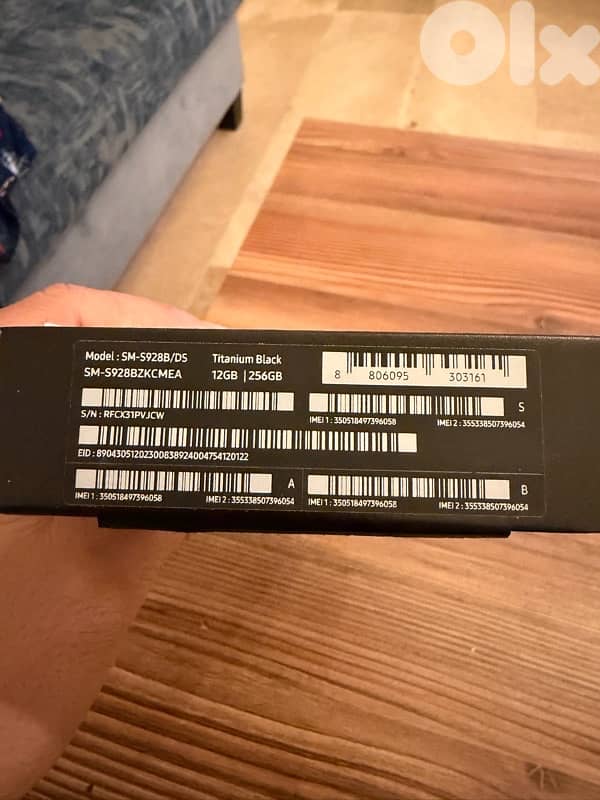 Olx
Model : SM-S928B/DS Titanium Black
SM-S928BZKCMEA 12GB | 256GB
8 806095 303161
S/N : RFCX31PVJCW
IMEI 1 : 350518497396058 IMEI 2 : 355338507396054 S
EID : 89043051202300838924004754120122
IMEI 1 : 350518497396058 IMEI 2 : 355338507396054 A
IMEI 1 : 350518497396058 IMEI 2 : 355338507396054 B